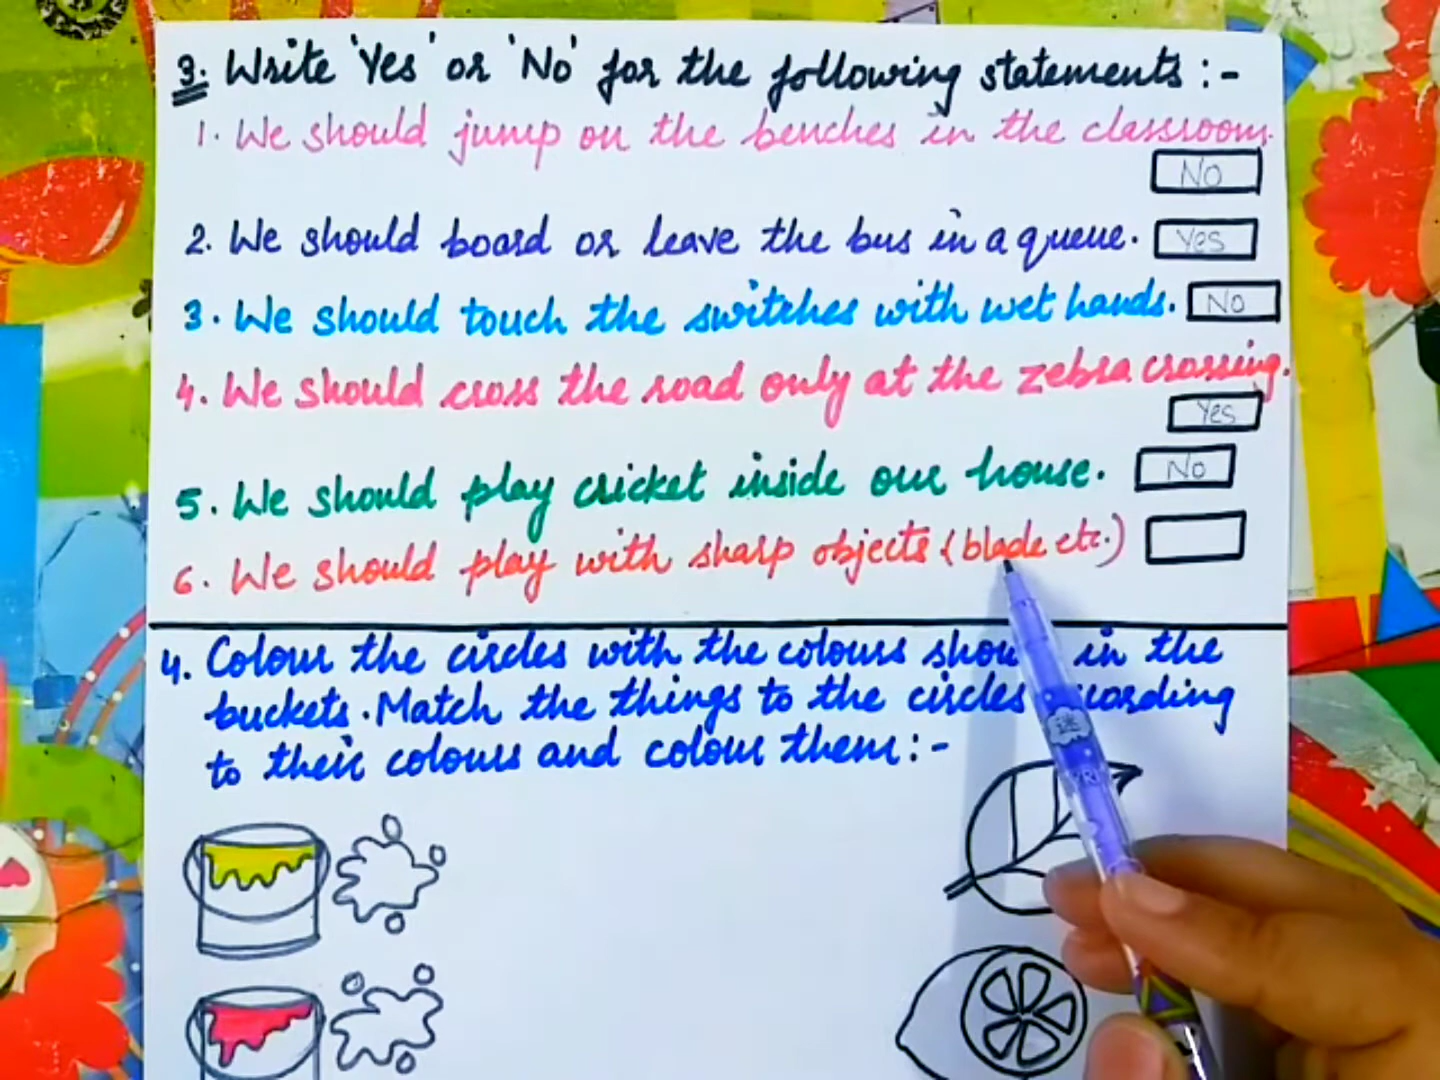 3. Write 'Yes' or 'No' for the following statements :-
1. We should jump on the benches in the classroom.
No
2. We should board or leave the bus in a queue. Yes
3. We should touch the switches with wet hands. No
4. We should cross the road only at the zebra crossing.
Yes
5. We should play cricket inside our house. No
6. We should play with sharp objects (blade etc.)
4. Colour the circles with the colours in the
buckets. Match the things to the circles
to their colours and colour them:-